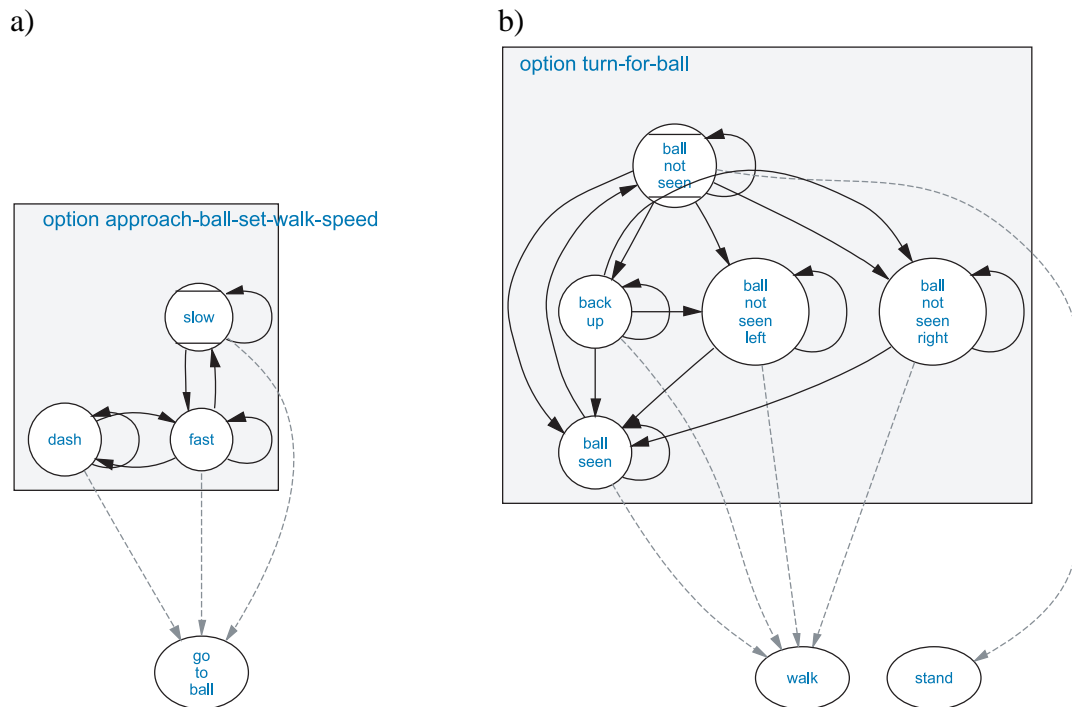 a)
option approach-ball-set-walk-speed
slow
dash
fast
go
to
ball
b)
option turn-for-ball
ball
not
seen
back
up
ball
not
seen
left
ball
not
seen
right
ball
seen
walk
stand